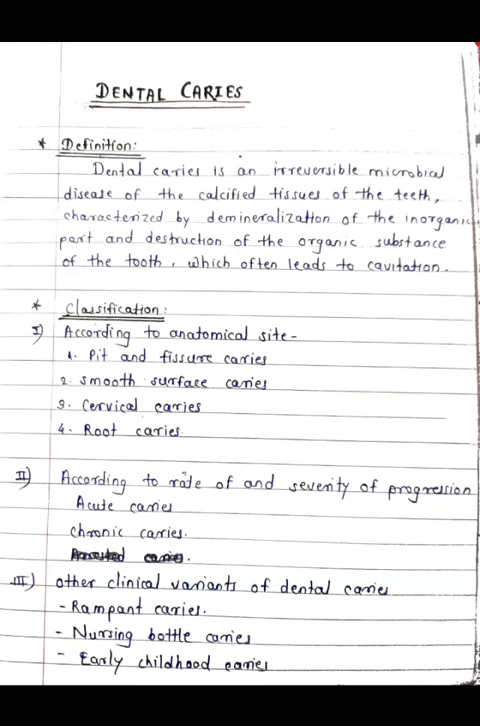 DENTAL CARIES
* Definition:
Dental caries is an irreversible microbial
disease of the calcified tissues of the teeth,
characterized by demineralization of the inorganic
part and destruction of the organic substance
of the tooth, which often leads to cavitation.
* Classification:
I) According to anatomical site-
1. Pit and fissure caries
2. smooth surface caries
3. Cervical caries
4. Root caries.
II) According to rate of and severity of progression
Acute caries
chronic caries.
Arrested caries.
III) other clinical variants of dental caries
- Rampant caries.
- Nursing bottle caries
- Early childhood caries